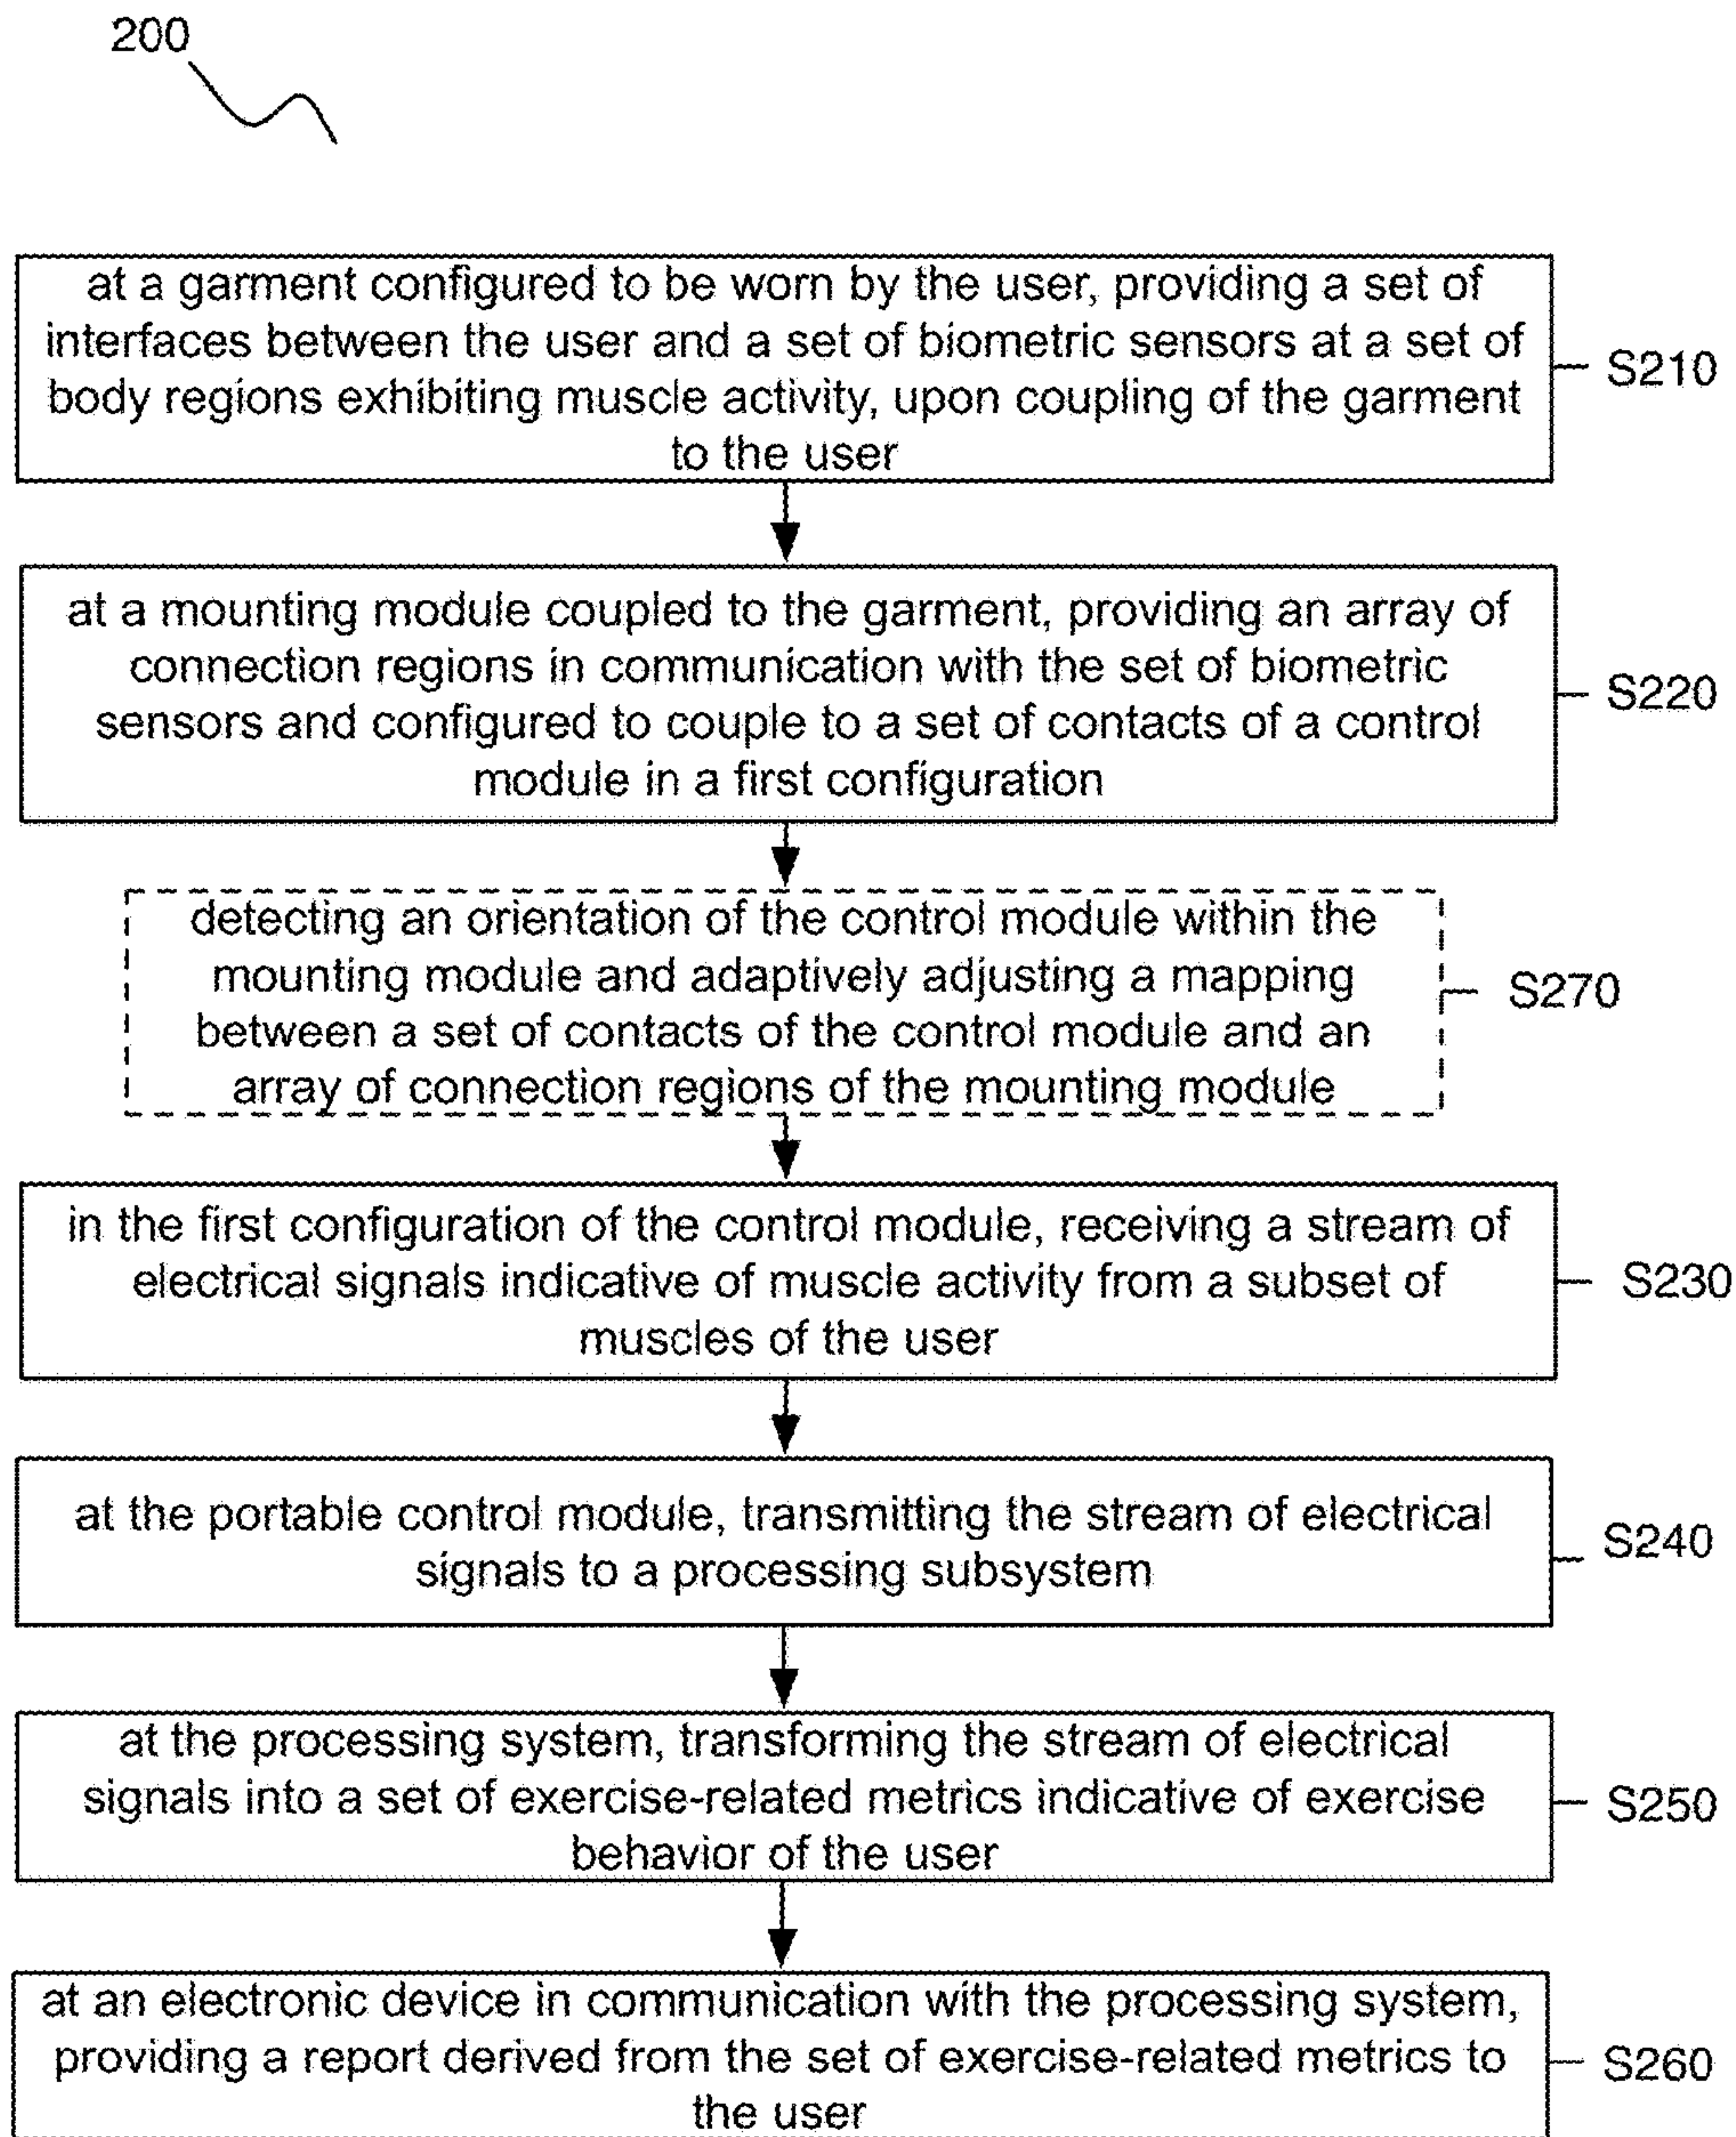 200
at a garment configured to be worn by the user, providing a set of
interfaces between the user and a set of biometric sensors at a set of
body regions exhibiting muscle activity, upon coupling of the garment
to the user
S210
at a mounting module coupled to the garment, providing an array of
connection regions in communication with the set of biometric
sensors and configured to couple to a set of contacts of a control
module in a first configuration
S220
detecting an orientation of the control module within the
mounting module and adaptively adjusting a mapping
between a set of contacts of the control module and an
array of connection regions of the mounting module
S270
in the first configuration of the control module, receiving a stream of
electrical signals indicative of muscle activity from a subset of
muscles of the user
S230
at the portable control module, transmitting the stream of electrical
signals to a processing subsystem
S240
at the processing system, transforming the stream of electrical
signals into a set of exercise-related metrics indicative of exercise
behavior of the user
S250
at an electronic device in communication with the processing system,
providing a report derived from the set of exercise-related metrics to
the user
S260